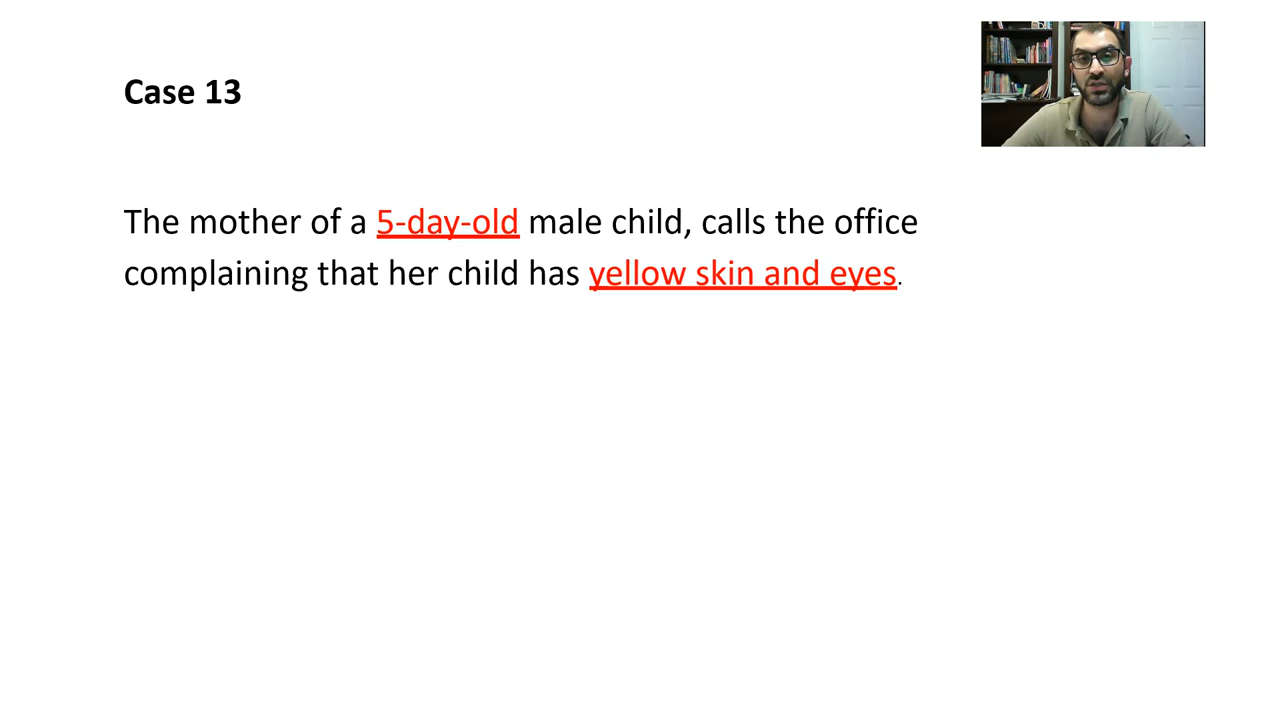 Case 13
The mother of a 5-day-old male child, calls the office
complaining that her child has yellow skin and eyes.